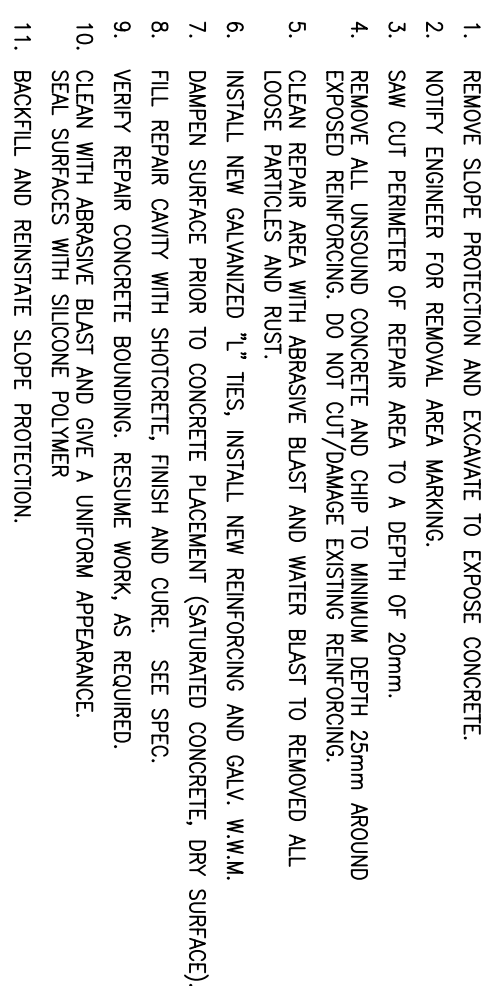 1. REMOVE SLOPE PROTECTION AND EXCAVATE TO EXPOSE CONCRETE.
2. NOTIFY ENGINEER FOR REMOVAL AREA MARKING.
3. SAW CUT PERIMETER OF REPAIR AREA TO A DEPTH OF 20mm.
4. REMOVE ALL UNSOUND CONCRETE AND CHIP TO MINIMUM DEPTH 25mm AROUND
EXPOSED REINFORCING. DO NOT CUT/DAMAGE EXISTING REINFORCING.
5. CLEAN REPAIR AREA WITH ABRASIVE BLAST AND WATER BLAST TO REMOVED ALL
LOOSE PARTICLES AND RUST.
6. INSTALL NEW GALVANIZED "L" TIES, INSTALL NEW REINFORCING AND GALV. W.W.M.
7. DAMPEN SURFACE PRIOR TO CONCRETE PLACEMENT (SATURATED CONCRETE, DRY SURFACE).
8. FILL REPAIR CAVITY WITH SHOTCRETE, FINISH AND CURE. SEE SPEC.
9. VERIFY REPAIR CONCRETE BOUNDING. RESUME WORK, AS REQUIRED.
10. CLEAN WITH ABRASIVE BLAST AND GIVE A UNIFORM APPEARANCE.
SEAL SURFACES WITH SILICONE POLYMER
11. BACKFILL AND REINSTATE SLOPE PROTECTION.